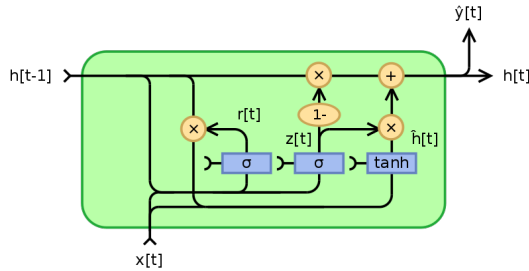 ŷ[t]
h[t-1]
h[t]
×
+
1-
r[t]
z[t]
×
×
ĥ[t]
σ
σ
tanh
x[t]